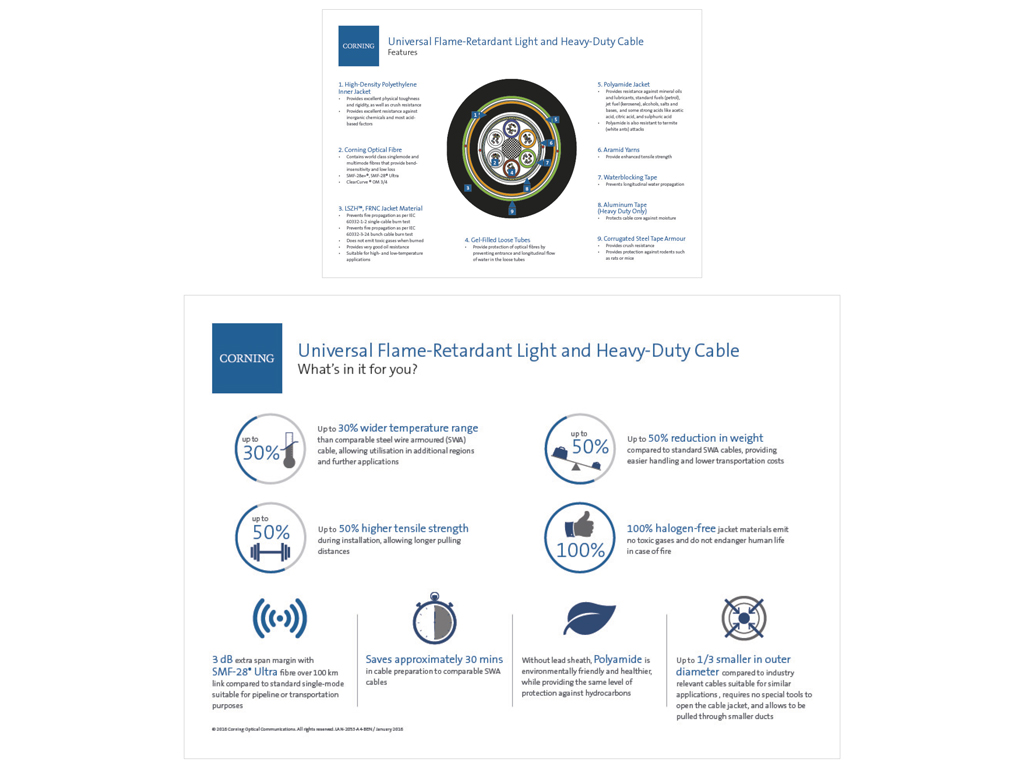 CORNING
Universal Flame-Retardant Light and Heavy-Duty Cable
Features
1. High-Density Polyethylene
Inner Jacket
• Provides excellent physical toughness
and rigidity, as well as crush resistance
• Provides excellent resistance against
inorganic chemicals and most acid-
based factors
2. Corning Optical Fibre
• Contains world class singlemode and
multimode fibres that provide bend-
insensitivity and low loss
• SMF-28e+®, SMF-28® Ultra
• ClearCurve® OM 3/4
3. LSZH™, FRNC Jacket Material
• Prevents fire propagation as per IEC
60332-1-2 single cable burn test
• Prevents fire propagation as per IEC
60332-3-24 bunch cable burn test
• Does not emit toxic gases when burned
• Provides very good oil resistance
• Suitable for high- and low-temperature
applications
4. Gel-Filled Loose Tubes
• Provide protection of optical fibres by
preventing entrance and longitudinal flow
of water in the loose tubes
5. Polyamide Jacket
• Provides resistance against mineral oils
and lubricants, standard fuels (petrol),
jet fuel (kerosene), alcohols, salts and
bases, and some strong acids like acetic
acid, citric acid, and sulphuric acid
• Polyamide is also resistant to termite
(white ants) attacks
6. Aramid Yarns
• Provide enhanced tensile strength
7. Waterblocking Tape
• Prevents longitudinal water propagation
8. Aluminum Tape
(Heavy Duty Only)
• Protects cable core against moisture
9. Corrugated Steel Tape Armour
• Provides crush resistance
• Provides protection against rodents such
as rats or mice
1
5
6
7
3
8
9
CORNING
Universal Flame-Retardant Light and Heavy-Duty Cable
What's in it for you?
up to
30%
Up to 30% wider temperature range
than comparable steel wire armoured (SWA)
cable, allowing utilisation in additional regions
and further applications
up to
50%
Up to 50% reduction in weight
compared to standard SWA cables, providing
easier handling and lower transportation costs
up to
50%
Up to 50% higher tensile strength
during installation, allowing longer pulling
distances
100%
100% halogen-free jacket materials emit
no toxic gases and do not endanger human life
in case of fire
3 dB extra span margin with
SMF-28® Ultra fibre over 100 km
link compared to standard single-mode
suitable for pipeline or transportation
purposes
Saves approximately 30 mins
in cable preparation to comparable SWA
cables
Without lead sheath, Polyamide is
environmentally friendly and healthier,
while providing the same level of
protection against hydrocarbons
Up to 1/3 smaller in outer
diameter compared to industry
relevant cables suitable for similar
applications , requires no special tools to
open the cable jacket, and allows to be
pulled through smaller ducts
© 2016 Corning Optical Communications. All rights reserved. LAN-2053-A4-BEN / January 2016